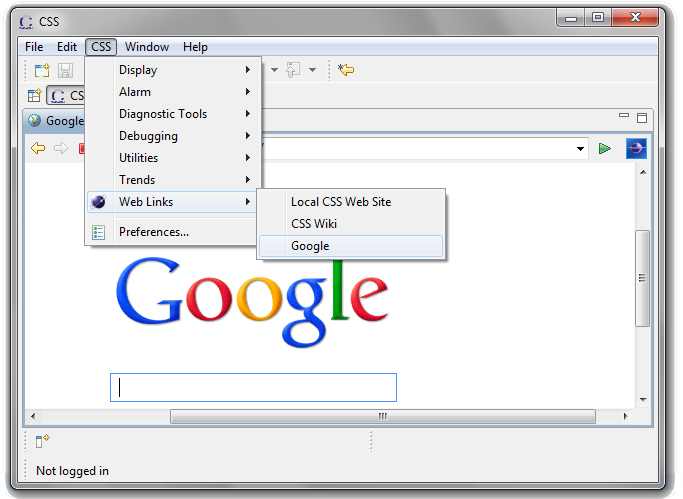 CSS
File Edit CSS Window Help
Display
Alarm
CS
Diagnostic Tools
Google
Debugging
Utilities
Trends
Web Links
Local CSS Web Site
CSS Wiki
Preferences...
Google
Google
Not logged in